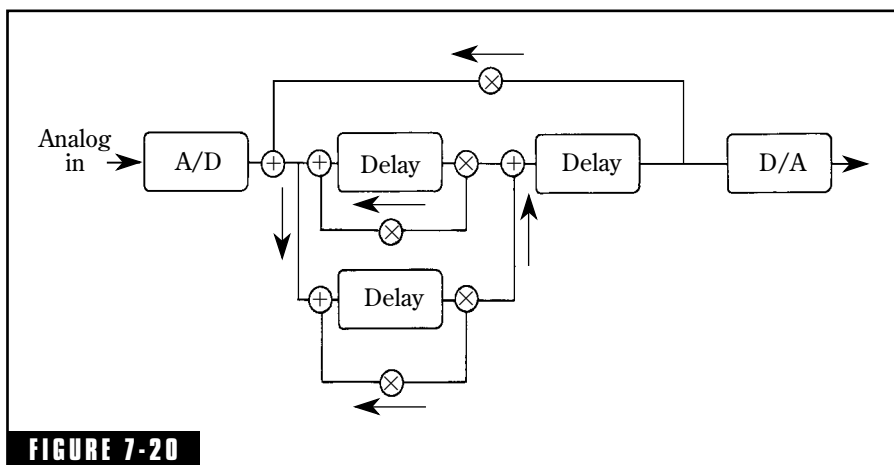 Analog
in
A/D
Delay
Delay
D/A
Delay
FIGURE 7-20